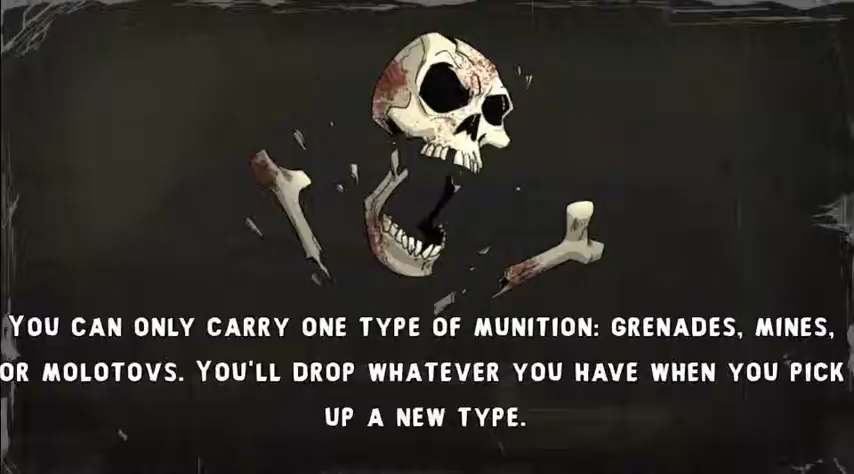 You can only carry one type of munition: grenades, mines,
or molotovs. You'll drop whatever you have when you pick
up a new type.